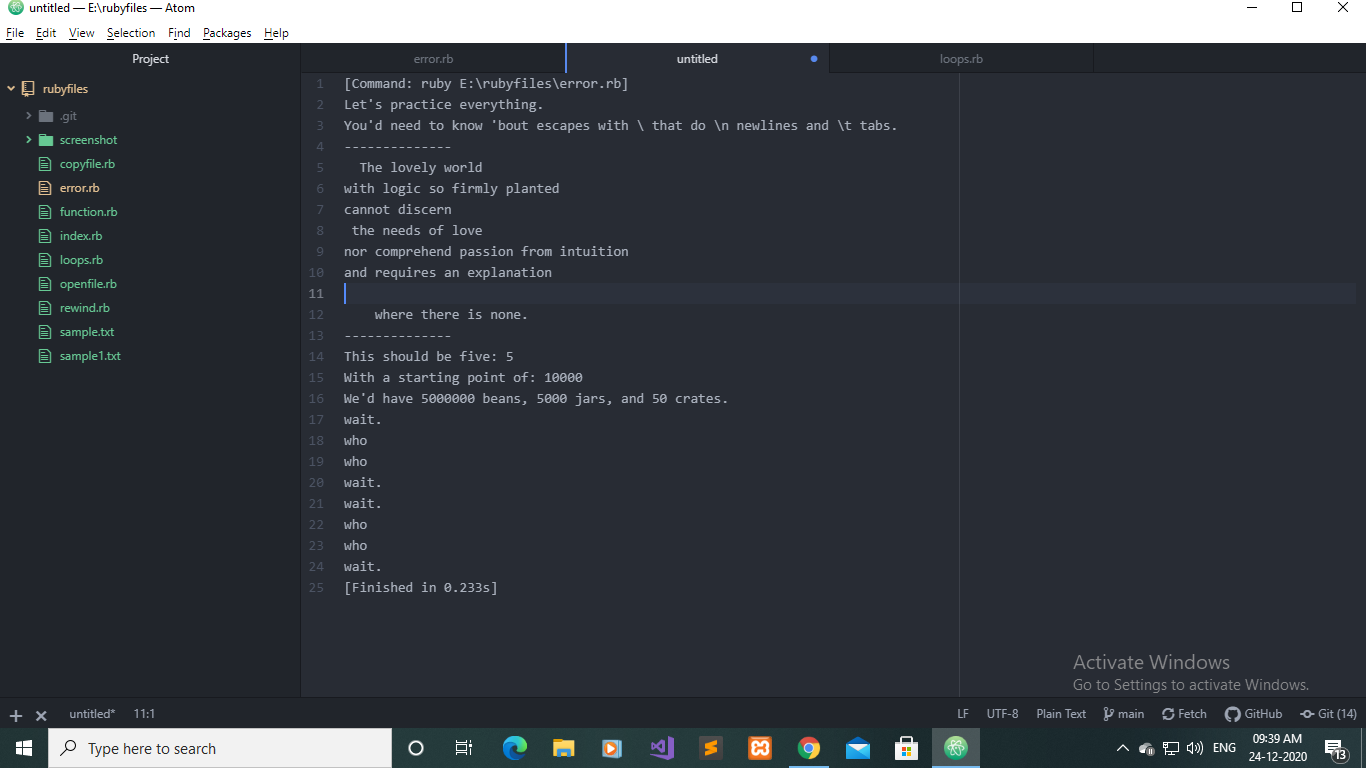 untitled — E:\rubyfiles — Atom
File Edit View Selection Find Packages Help
Project
error.rb
untitled
loops.rb
rubyfiles
.git
screenshot
copyfile.rb
error.rb
function.rb
index.rb
loops.rb
openfile.rb
rewind.rb
sample.txt
sample1.txt
1 [Command: ruby E:\rubyfiles\error.rb]
2 Let's practice everything.
3 You'd need to know 'bout escapes with \ that do \n newlines and \t tabs.
4 --------------
5 The lovely world
6 with logic so firmly planted
7 cannot discern
8 the needs of love
9 nor comprehend passion from intuition
10 and requires an explanation
11
12 where there is none.
13 --------------
14 This should be five: 5
15 With a starting point of: 10000
16 We'd have 5000000 beans, 5000 jars, and 50 crates.
17 wait.
18 who
19 who
20 wait.
21 wait.
22 who
23 who
24 wait.
25 [Finished in 0.233s]
Activate Windows
Go to Settings to activate Windows.
untitled* 11:1 LF UTF-8 Plain Text main Fetch GitHub Git (14)
Type here to search
ENG
09:39 AM
24-12-2020
13